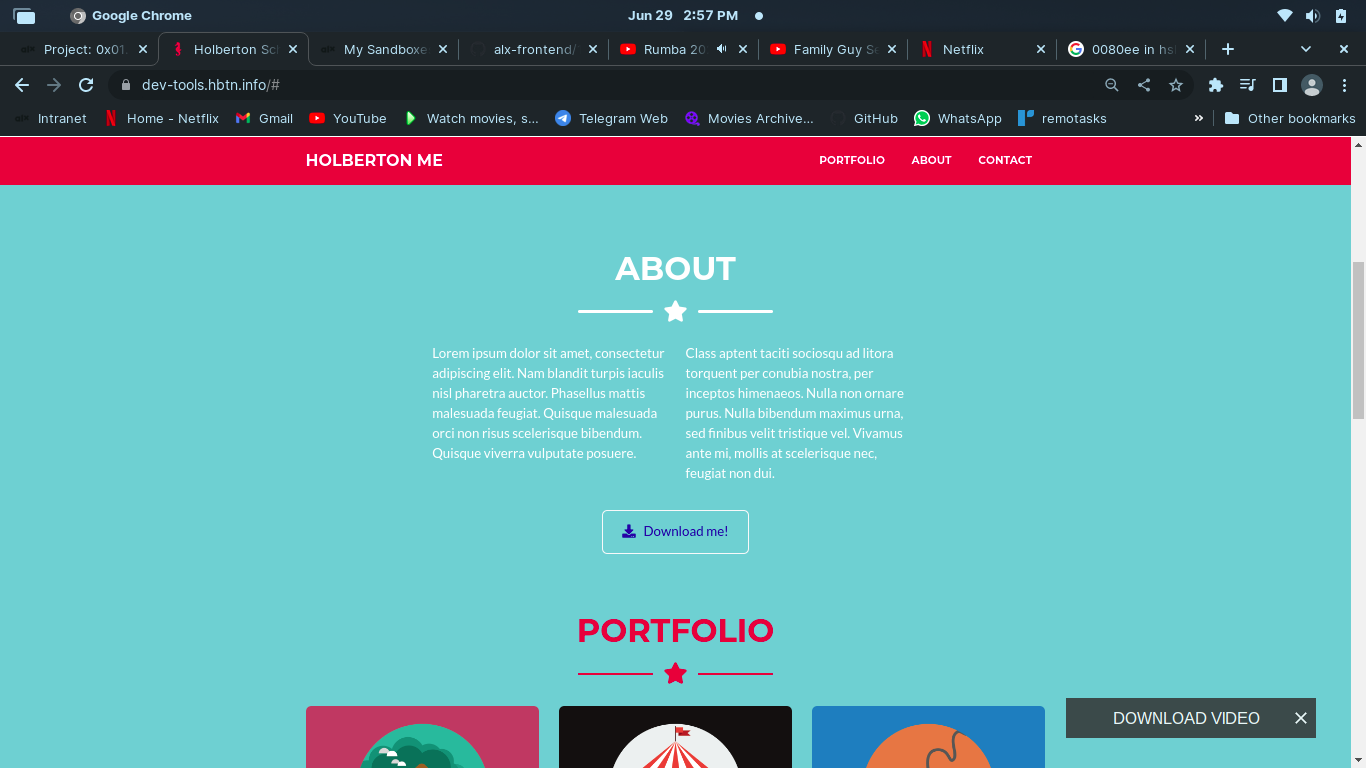 Google Chrome
Jun 29 2:57 PM
Project: 0x01
Holberton Sc
My Sandboxe
alx-frontend/
Rumba 20
Family Guy Se
Netflix
0080ee in hs
dev-tools.hbtn.info/#
Intranet
Home - Netflix
Gmail
YouTube
Watch movies, s...
Telegram Web
Movies Archive...
GitHub
WhatsApp
remotasks
»
Other bookmarks
HOLBERTON ME
PORTFOLIO
ABOUT
CONTACT
ABOUT
Lorem ipsum dolor sit amet, consectetur
adipiscing elit. Nam blandit turpis iaculis
nisl pharetra auctor. Phasellus mattis
malesuada feugiat. Quisque malesuada
orci non risus scelerisque bibendum.
Quisque viverra vulputate posuere.
Class aptent taciti sociosqu ad litora
torquent per conubia nostra, per
inceptos himenaeos. Nulla non ornare
purus. Nulla bibendum maximus urna,
sed finibus velit tristique vel. Vivamus
ante mi, mollis at scelerisque nec,
feugiat non dui.
Download me!
PORTFOLIO
DOWNLOAD VIDEO